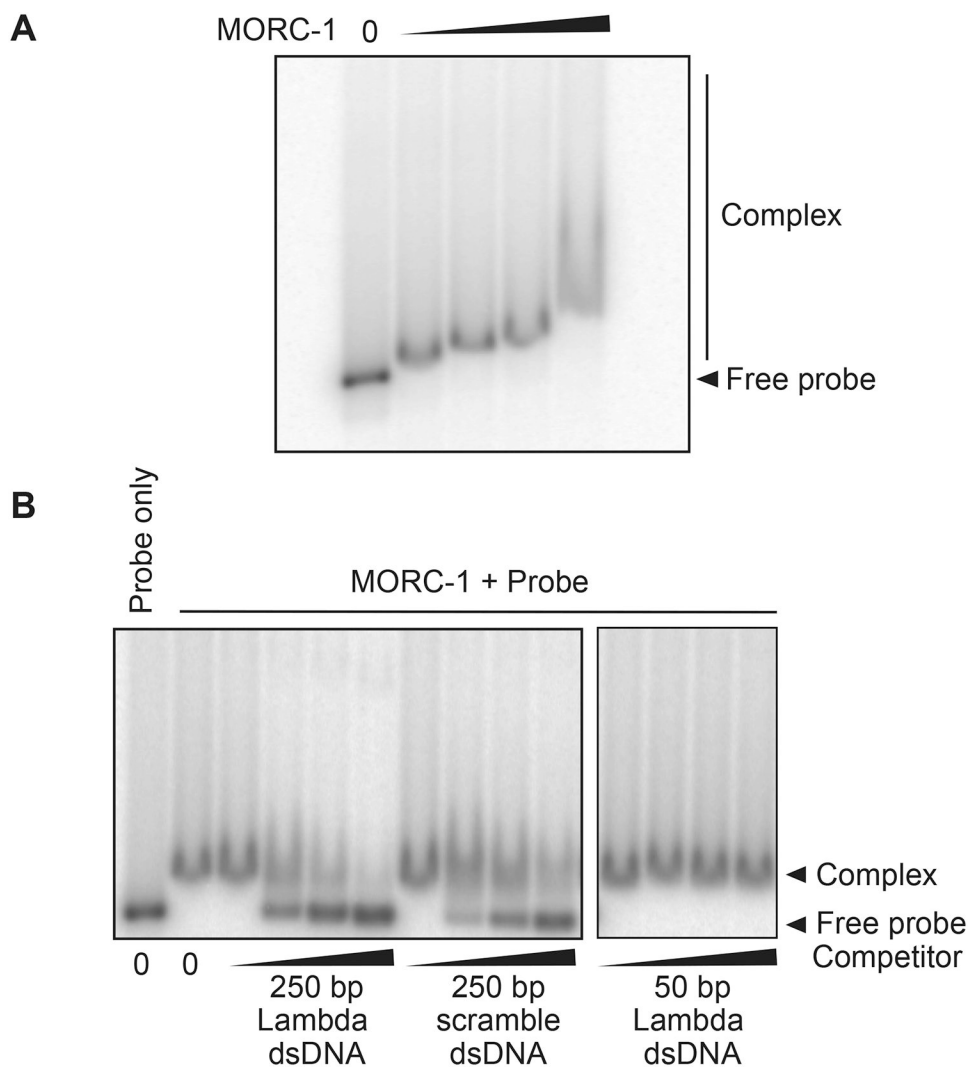 A
MORC-1 0
Complex
Free probe
B
Probe only
MORC-1 + Probe
Complex
Free probe
Competitor
0 0
250 bp
Lambda
dsDNA
250 bp
scramble
dsDNA
50 bp
Lambda
dsDNA